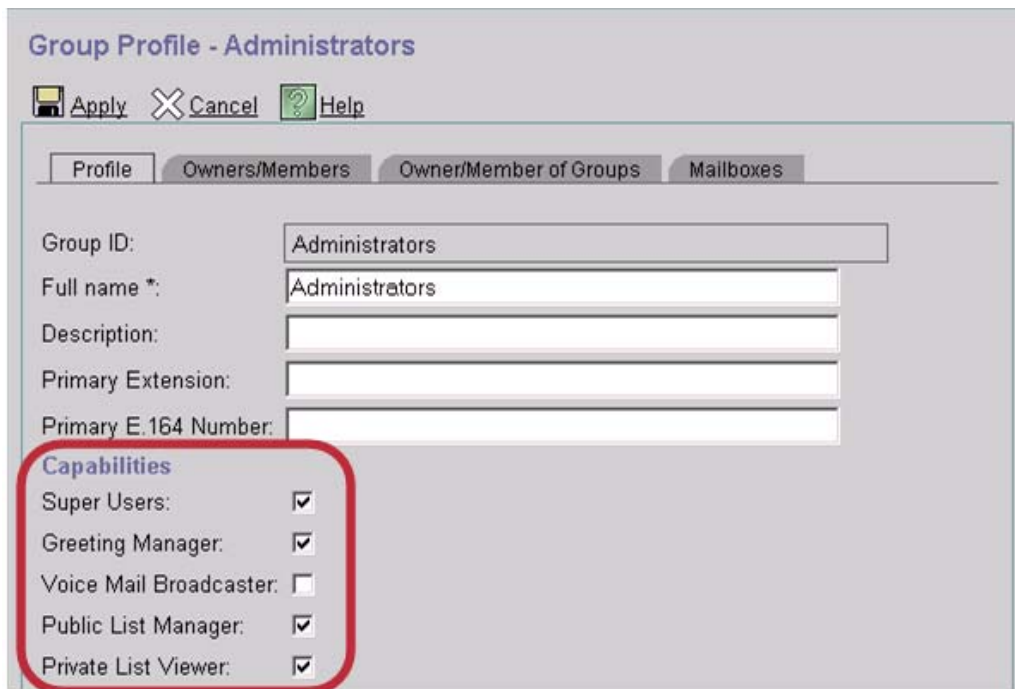 Group Profile - Administrators
Apply Cancel Help
Profile Owners/Members Owner/Member of Groups Mailboxes
Group ID: Administrators
Full name *: Administrators
Description:
Primary Extension:
Primary E.164 Number:
Capabilities
Super Users:
Greeting Manager:
Voice Mail Broadcaster:
Public List Manager:
Private List Viewer: